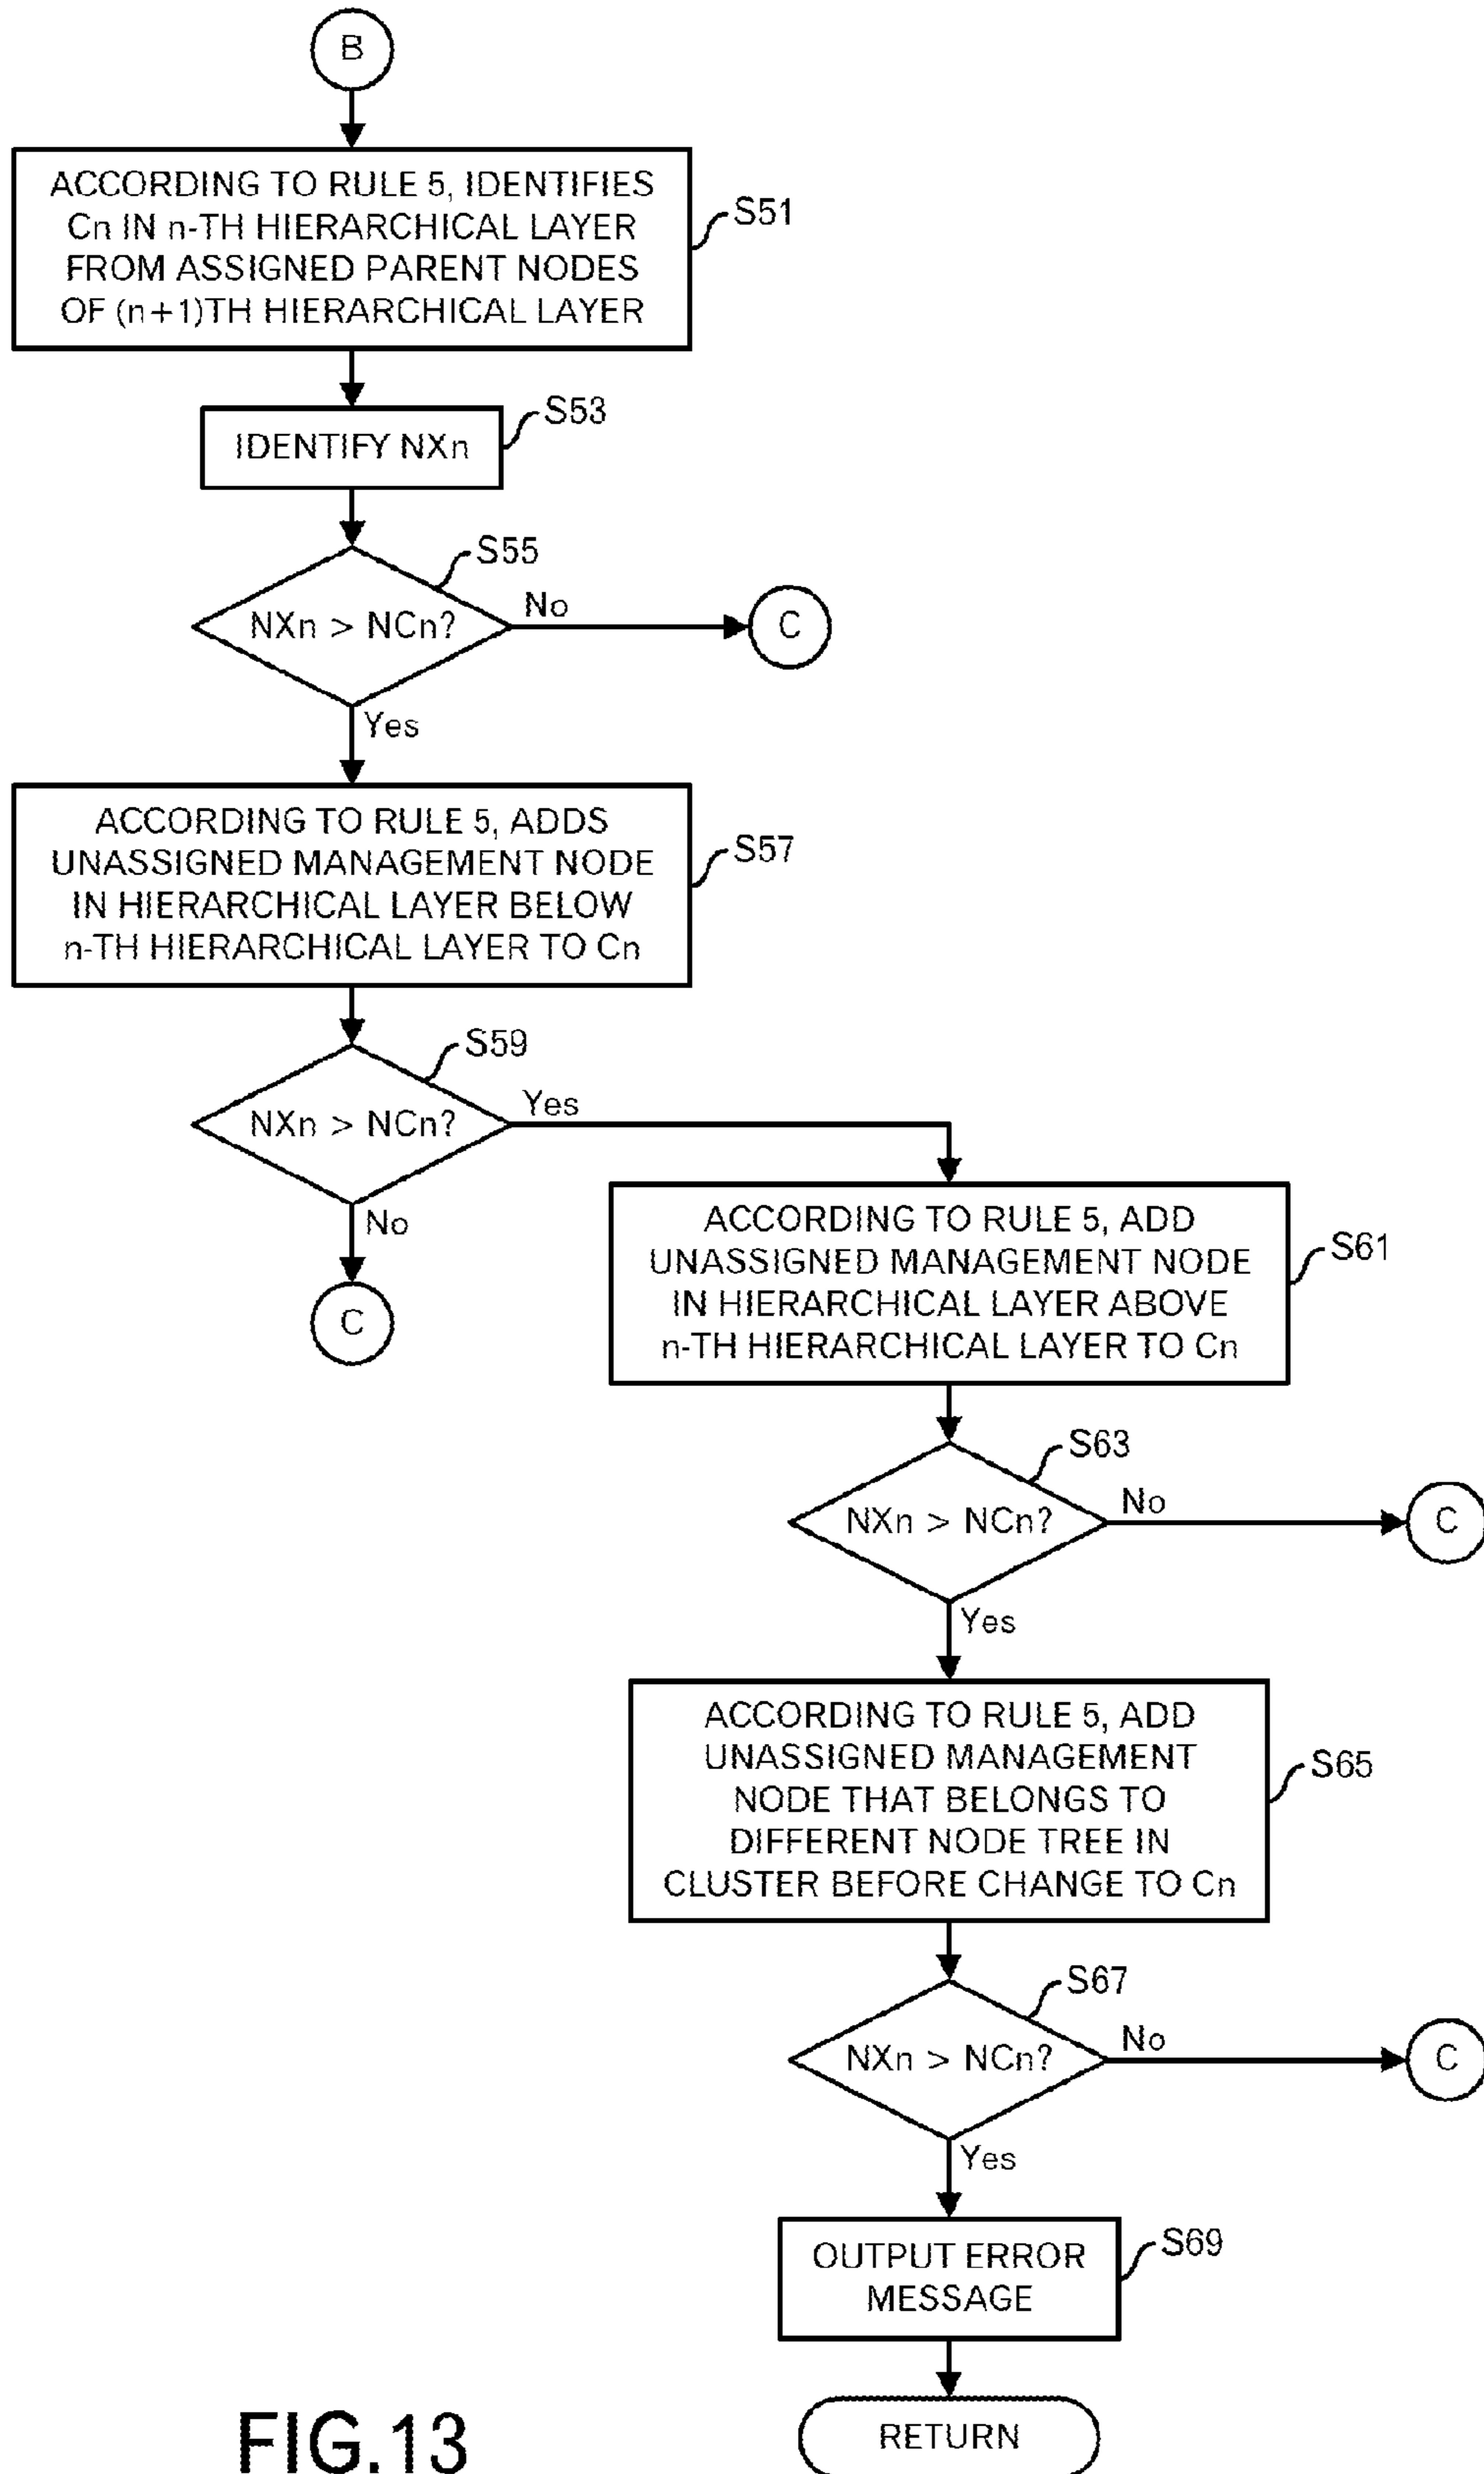 B
ACCORDING TO RULE 5, IDENTIFIES
Cn IN n-TH HIERARCHICAL LAYER
FROM ASSIGNED PARENT NODES
OF (n+1)TH HIERARCHICAL LAYER
S51
IDENTIFY NXn
S53
NXn > NCn?
S55
No
C
Yes
ACCORDING TO RULE 5, ADDS
UNASSIGNED MANAGEMENT NODE
IN HIERARCHICAL LAYER BELOW
n-TH HIERARCHICAL LAYER TO Cn
S57
NXn > NCn?
S59
Yes
No
C
ACCORDING TO RULE 5, ADD
UNASSIGNED MANAGEMENT NODE
IN HIERARCHICAL LAYER ABOVE
n-TH HIERARCHICAL LAYER TO Cn
S61
NXn > NCn?
S63
No
C
Yes
ACCORDING TO RULE 5, ADD
UNASSIGNED MANAGEMENT
NODE THAT BELONGS TO
DIFFERENT NODE TREE IN
CLUSTER BEFORE CHANGE TO Cn
S65
NXn > NCn?
S67
No
C
Yes
OUTPUT ERROR
MESSAGE
S69
RETURN
FIG.13